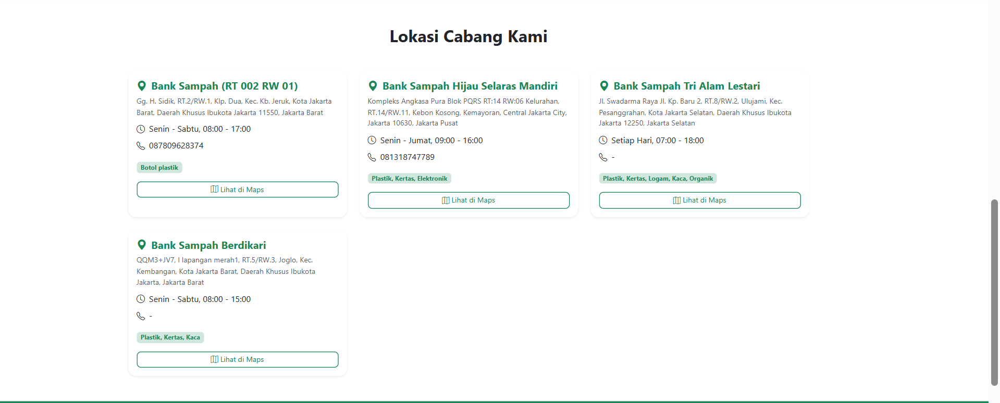 Lokasi Cabang Kami
Bank Sampah (RT 002 RW 01)
Gg. H. Sidik, RT.2/RW.1, Klp. Dua, Kec. Kb. Jeruk, Kota Jakarta
Barat, Daerah Khusus Ibukota Jakarta 11550, Jakarta Barat
Senin - Sabtu, 08:00 - 17:00
087809628374
Botol plastik
Lihat di Maps
Bank Sampah Hijau Selaras Mandiri
Kompleks Angkasa Pura Blok PQRS RT:14 RW:06 Kelurahan,
RT.14/RW.11, Kebon Kosong, Kemayoran, Central Jakarta City,
Jakarta 10630, Jakarta Pusat
Senin - Jumat, 09:00 - 16:00
081318747789
Plastik, Kertas, Elektronik
Lihat di Maps
Bank Sampah Tri Alam Lestari
Jl. Swadarma Raya Jl. Kp. Baru 2, RT.8/RW.2, Ulujami, Kec.
Pesanggrahan, Kota Jakarta Selatan, Daerah Khusus Ibukota
Jakarta 12250, Jakarta Selatan
Setiap Hari, 07:00 - 18:00
-
Plastik, Kertas, Logam, Kaca, Organik
Lihat di Maps
Bank Sampah Berdikari
QQM3+JV7, l lapangan merah1, RT.5/RW.3, Joglo, Kec.
Kembangan, Kota Jakarta Barat, Daerah Khusus Ibukota
Jakarta, Jakarta Barat
Senin - Sabtu, 08:00 - 15:00
-
Plastik, Kertas, Kaca
Lihat di Maps